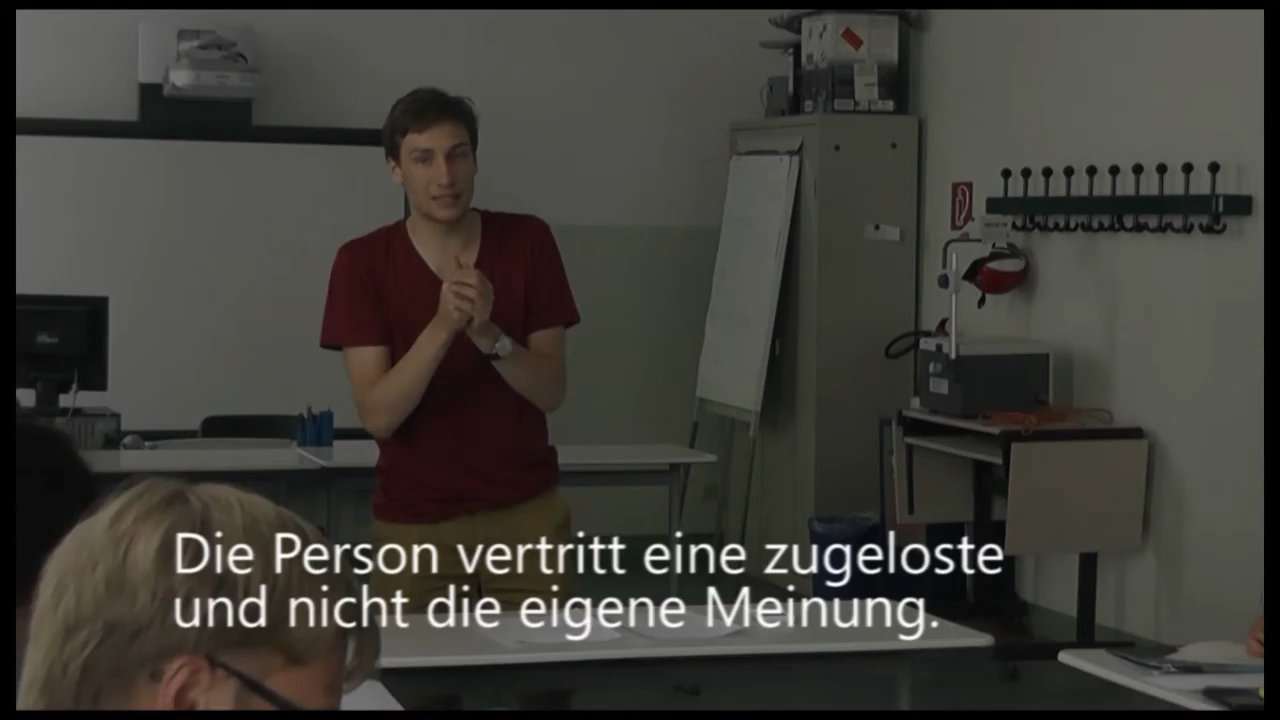 Die Person vertritt eine zugeloste
und nicht die eigene Meinung.